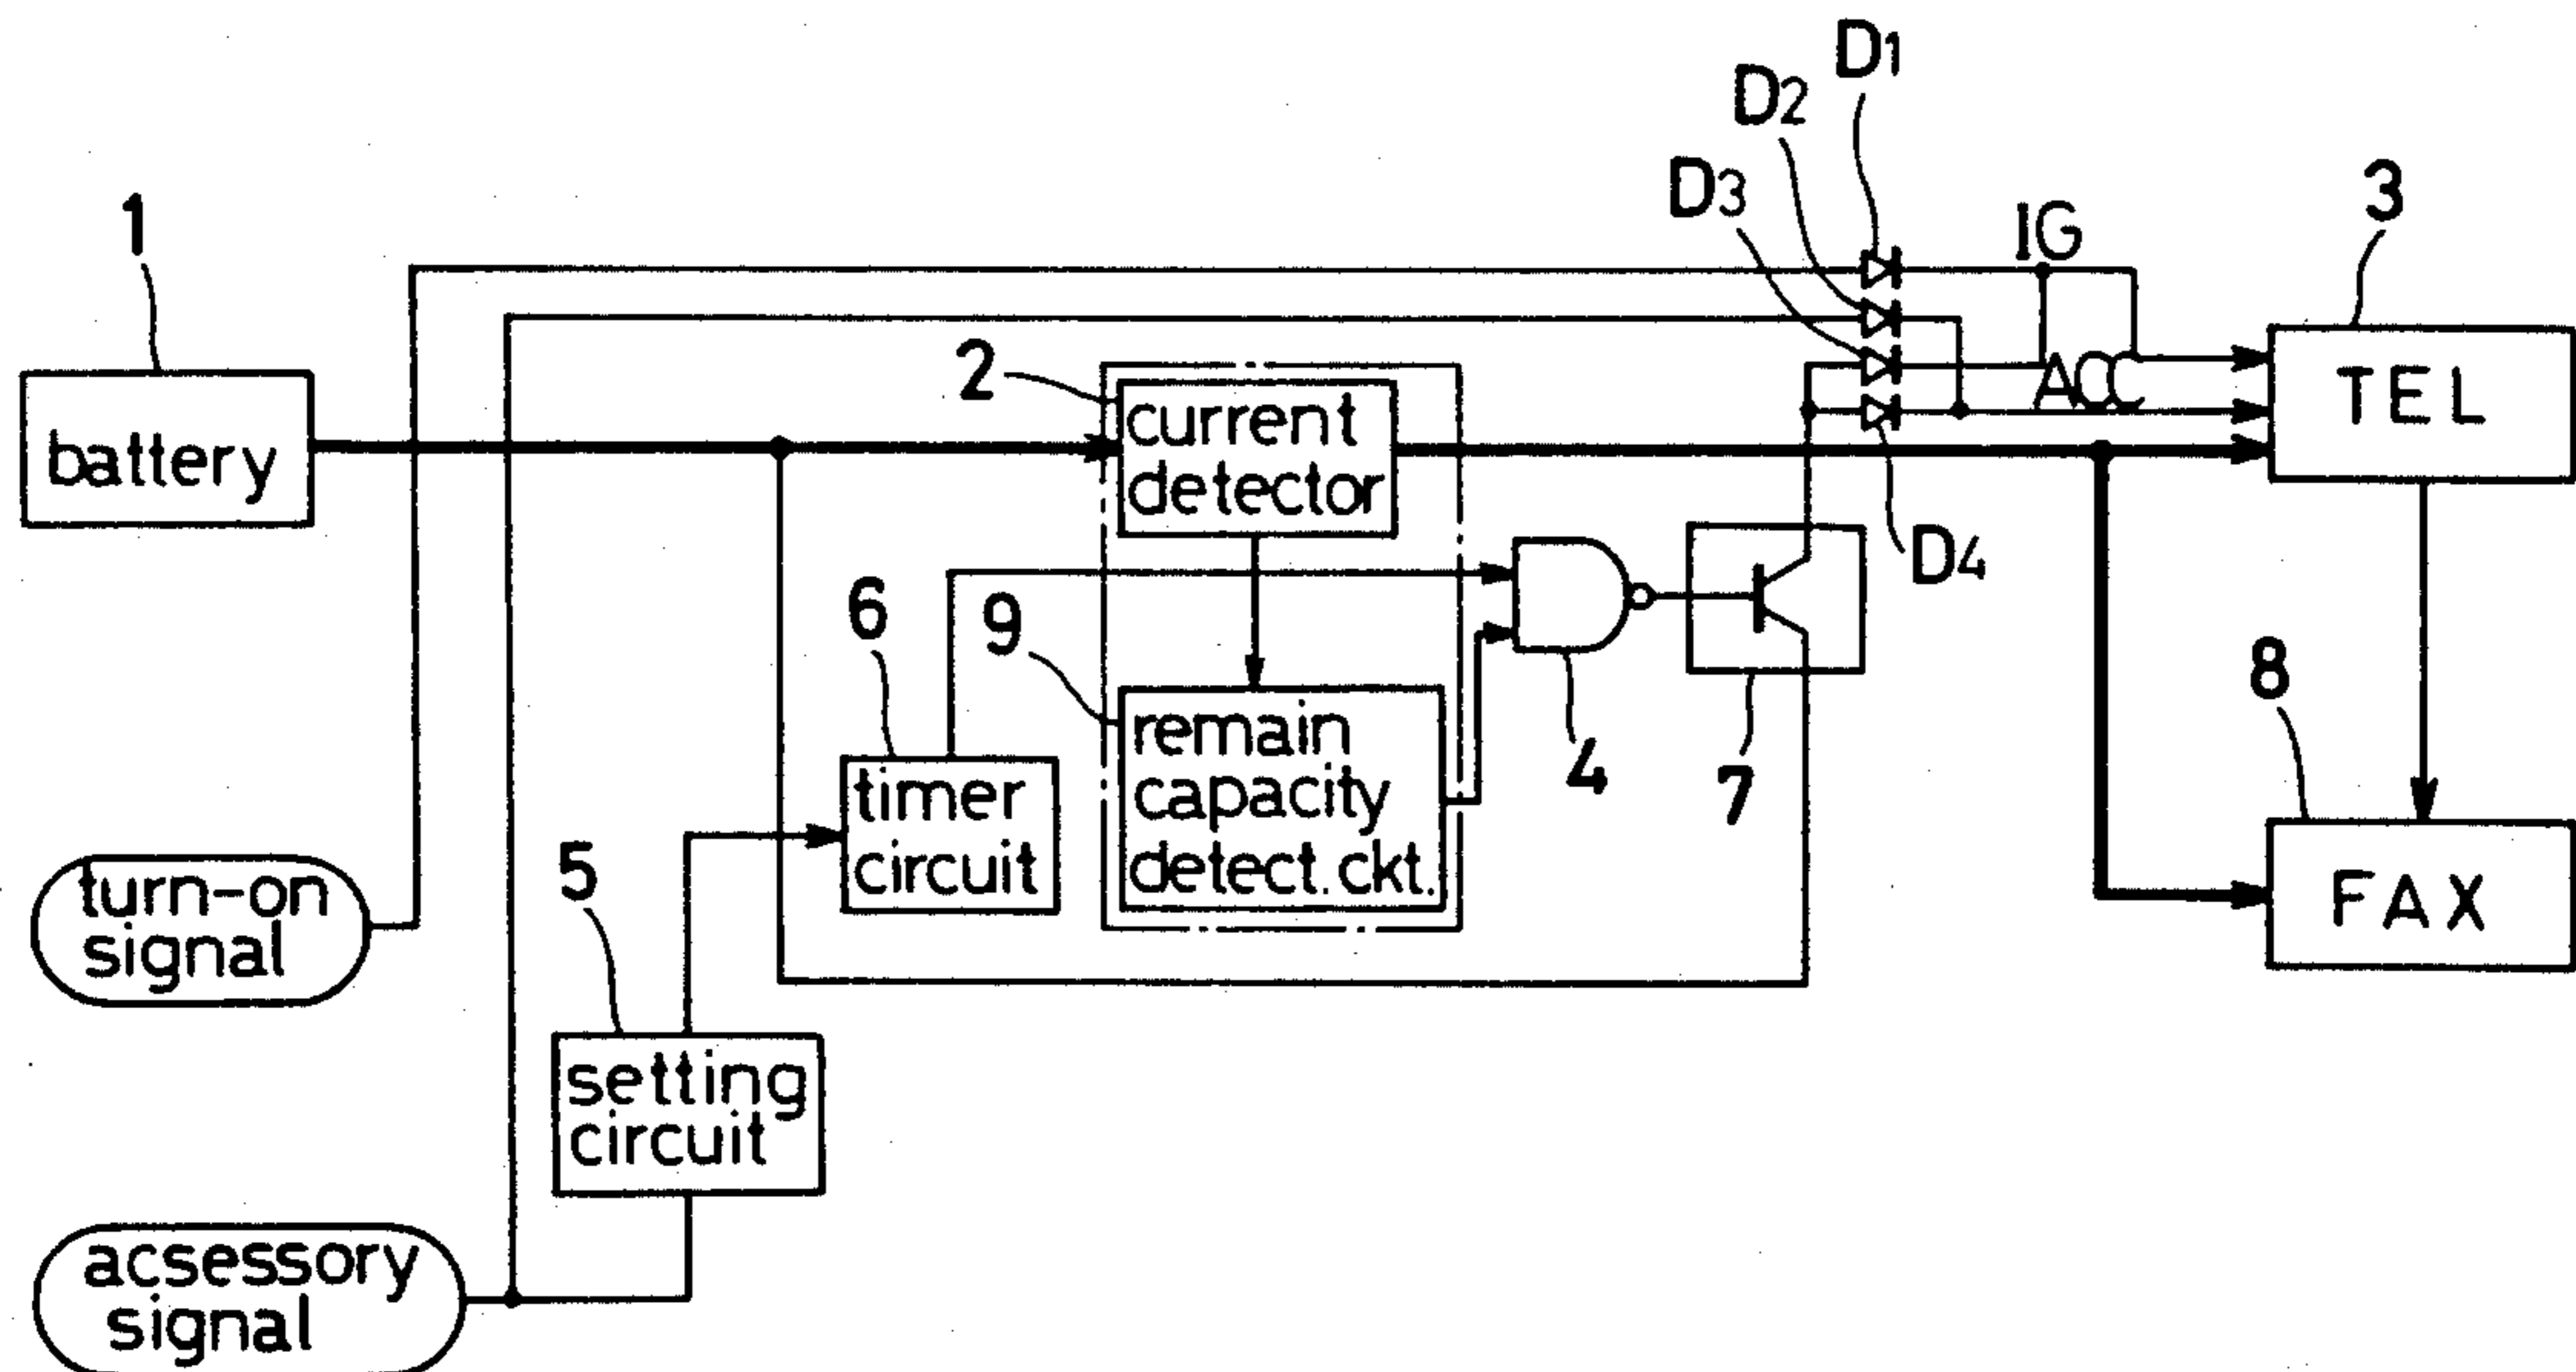 D1
D2
D3
IG
3
1
2
ACC
TEL
battery
current
detector
D4
6
9
8
remain
capacity
detect. ckt.
4
7
timer
circuit
5
FAX
turn-on
signal
setting
circuit
acsessory
signal